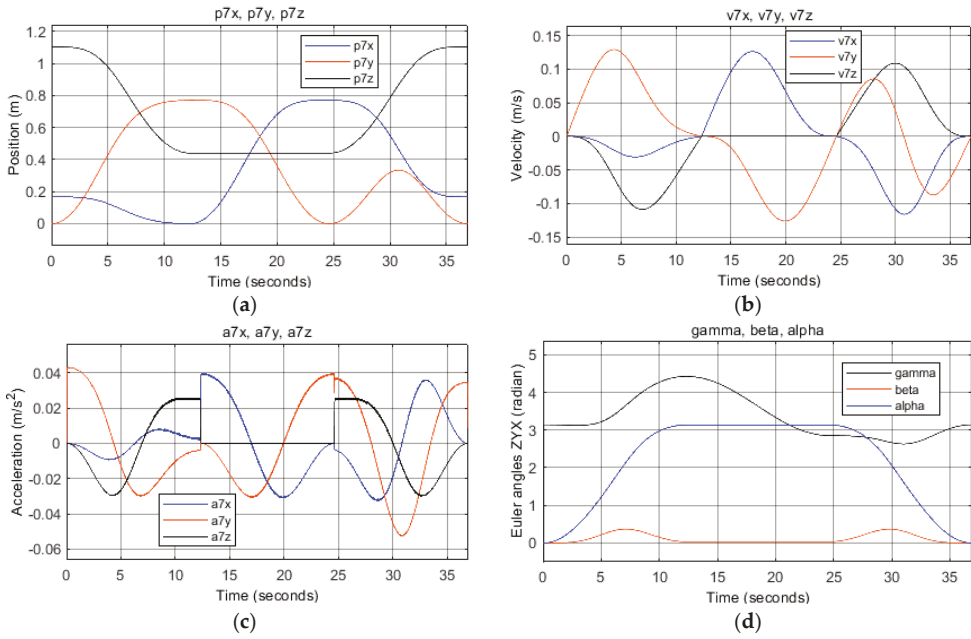 p7x, p7y, p7z
1.2
1
0.8
0.6
0.4
0.2
0
Position (m)
p7x
p7y
p7z
0 5 10 15 20 25 30 35
Time (seconds)
(a)
v7x, v7y, v7z
0.15
0.1
0.05
0
-0.05
-0.1
-0.15
Velocity (m/s)
v7x
v7y
v7z
0 5 10 15 20 25 30 35
Time (seconds)
(b)
a7x, a7y, a7z
0.04
0.02
0
-0.02
-0.04
-0.06
Acceleration (m/s²)
a7x
a7y
a7z
0 5 10 15 20 25 30 35
Time (seconds)
(c)
gamma, beta, alpha
5
4
3
2
1
0
Euler angles ZYX (radian)
gamma
beta
alpha
0 5 10 15 20 25 30 35
Time (seconds)
(d)